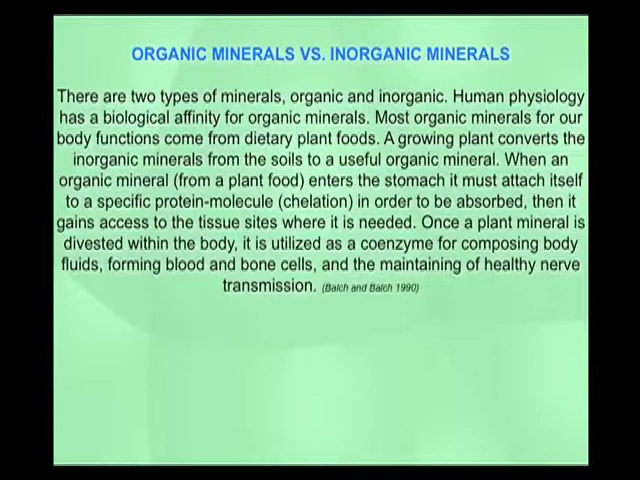 ORGANIC MINERALS VS. INORGANIC MINERALS
There are two types of minerals, organic and inorganic. Human physiology
has a biological affinity for organic minerals. Most organic minerals for our
body functions come from dietary plant foods. A growing plant converts the
inorganic minerals from the soils to a useful organic mineral. When an
organic mineral (from a plant food) enters the stomach it must attach itself
to a specific protein-molecule (chelation) in order to be absorbed, then it
gains access to the tissue sites where it is needed. Once a plant mineral is
divested within the body, it is utilized as a coenzyme for composing body
fluids, forming blood and bone cells, and the maintaining of healthy nerve
transmission. (Balch and Balch 1990)